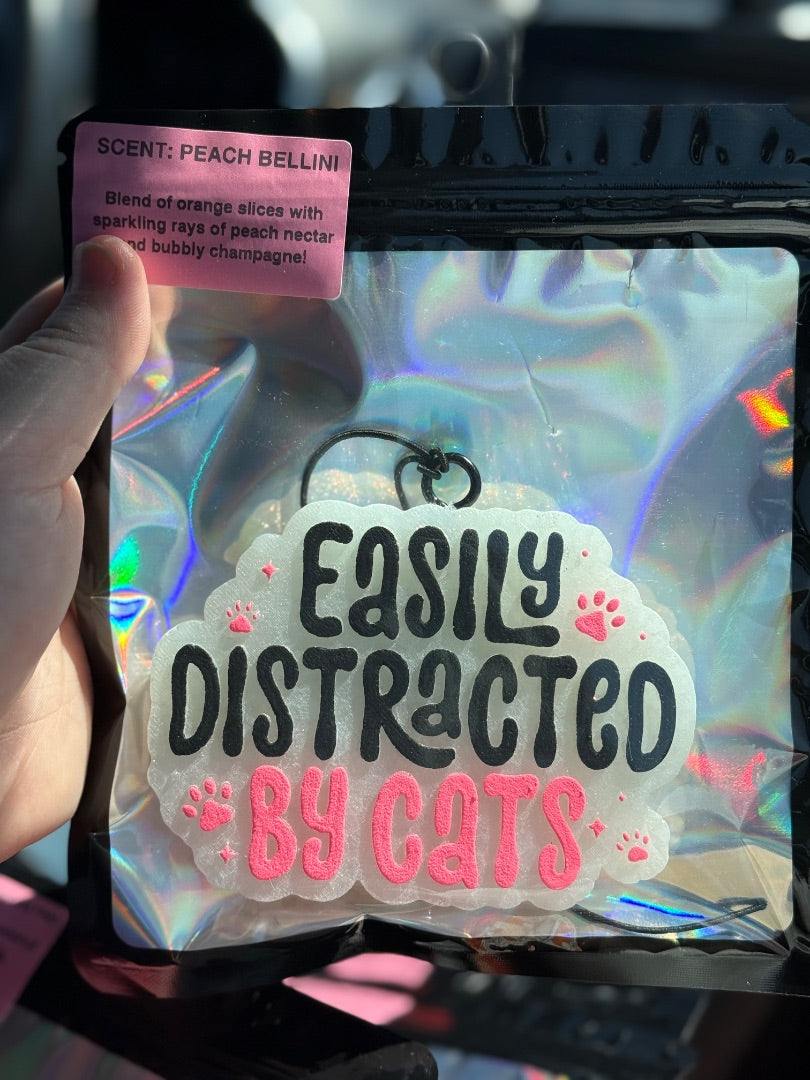 SCENT: PEACH BELLINI
Blend of orange slices with
sparkling rays of peach nectar
nd bubbly champagne!
EaSILY
DISTRaCTeD
BY CaTS